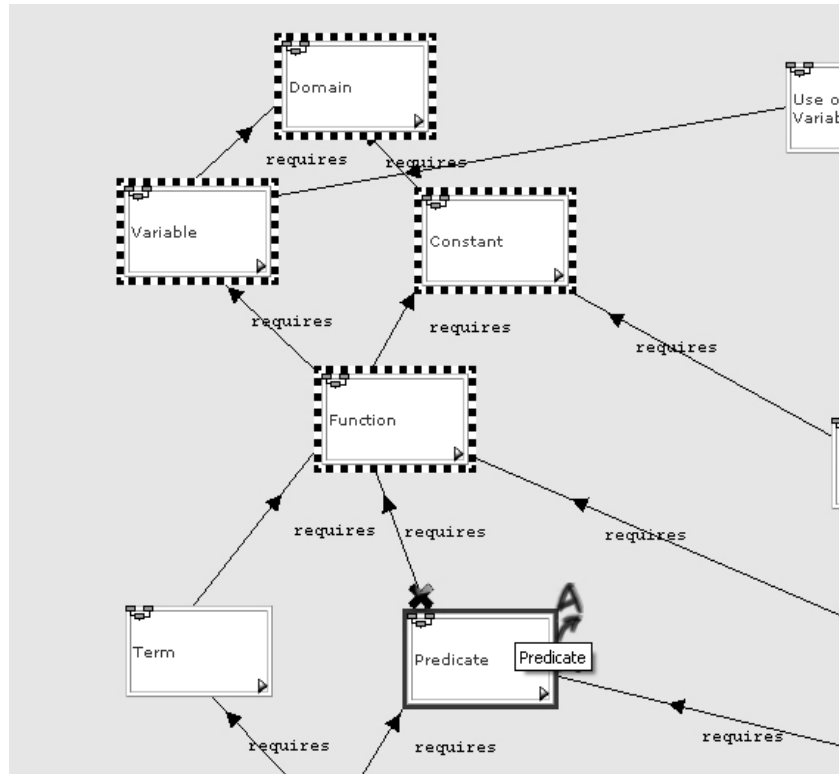 Domain
Use o
Variab
requires
requires
Variable
Constant
requires
requires
requires
Function
requires
requires
requires
A
Term
Predicate
Predicate
requires
requires
requires